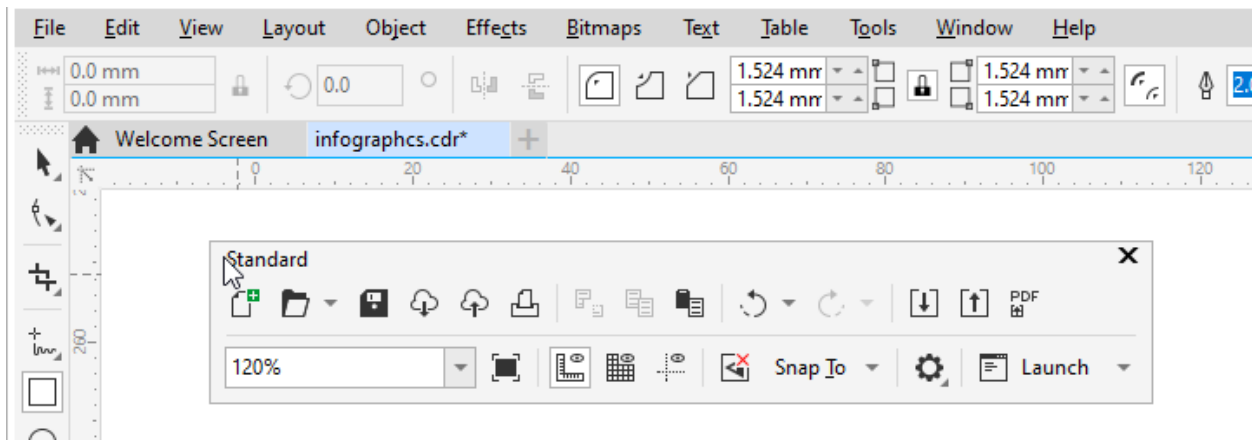 File Edit View Layout Object Effects Bitmaps Text Table Tools Window Help
0.0 mm 0.0 1.524 mm 1.524 mm
0.0 mm 1.524 mm 1.524 mm
Welcome Screen infographcs.cdr*
0 20 40 60 80 100 120
Standard
PDF
260
120% Snap To Launch